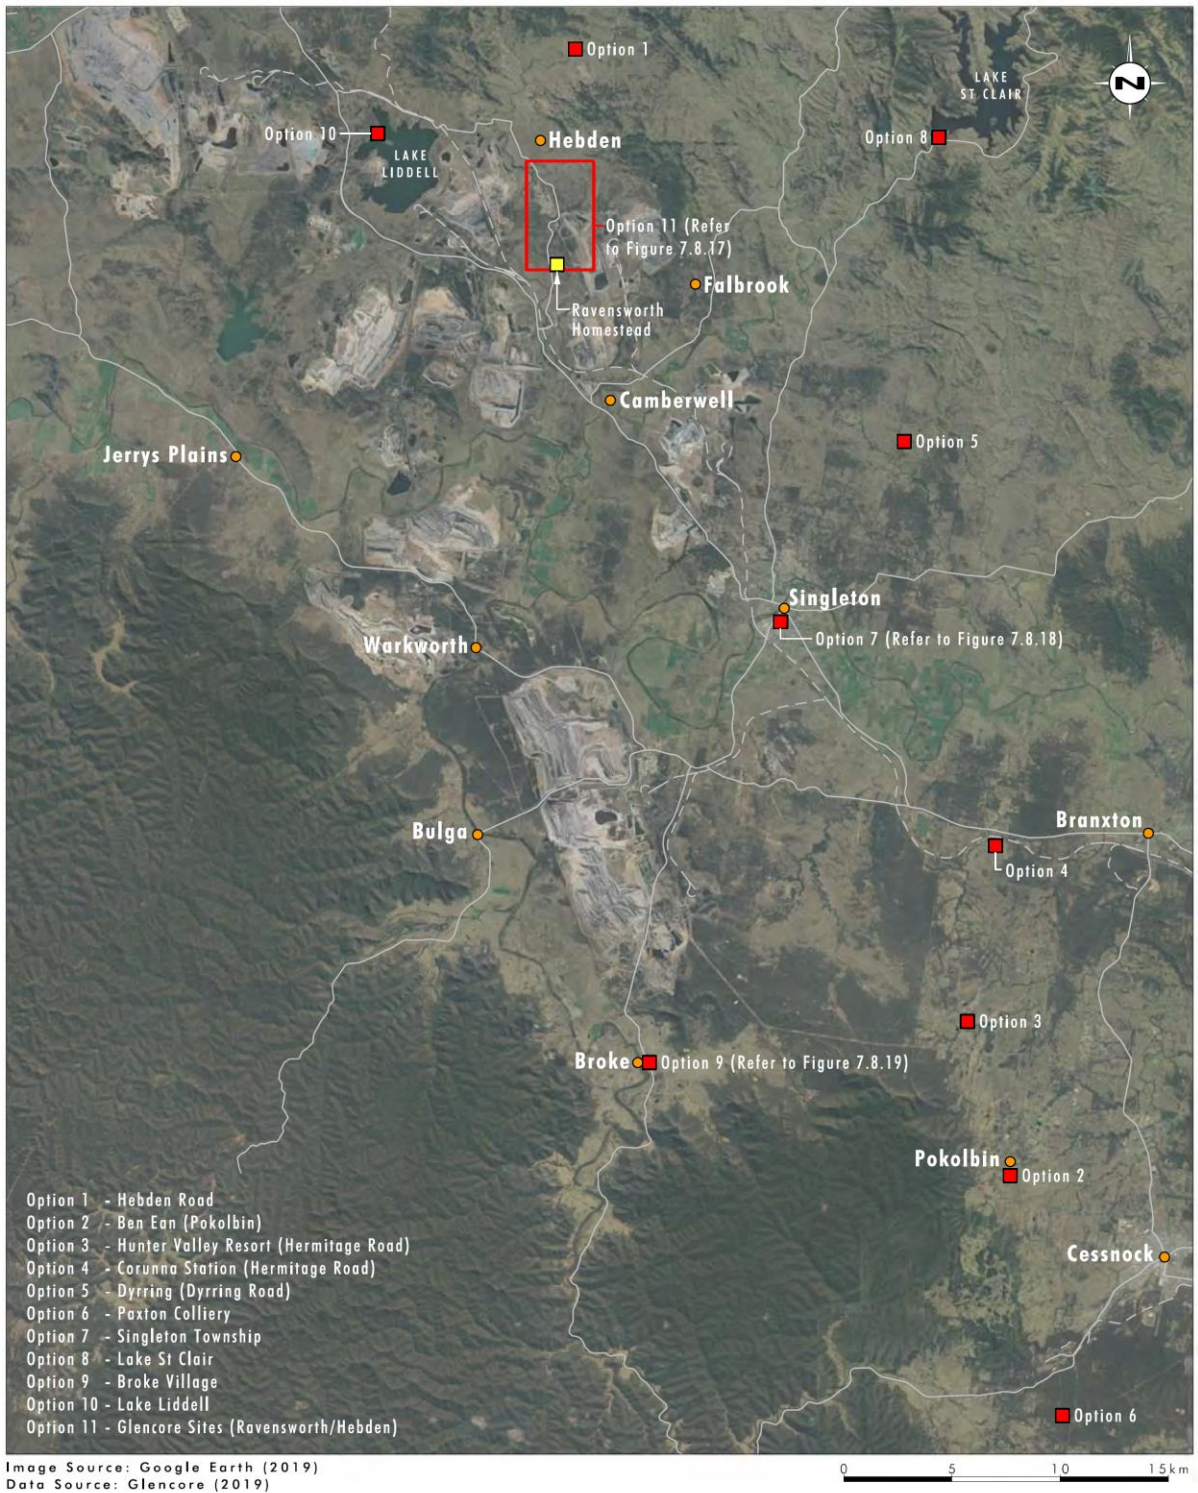 Option 1
N
LAKE
ST CLAIR
Option 10
Hebden
Option 8
LAKE
LIDDELL
Option 11 (Refer
to Figure 7.8.17)
Falbrook
Ravensworth
Homestead
Camberwell
Option 5
Jerrys Plains
Singleton
Option 7 (Refer to Figure 7.8.18)
Warkworth
Branxton
Bulga
Option 4
Option 3
Broke
Option 9 (Refer to Figure 7.8.19)
Pokolbin
Option 2
Cessnock
Option 6
Option 1 - Hebden Road
Option 2 - Ben Ean (Pokolbin)
Option 3 - Hunter Valley Resort (Hermitage Road)
Option 4 - Corunna Station (Hermitage Road)
Option 5 - Dyrring (Dyrring Road)
Option 6 - Paxton Colliery
Option 7 - Singleton Township
Option 8 - Lake St Clair
Option 9 - Broke Village
Option 10 - Lake Liddell
Option 11 - Glencore Sites (Ravensworth/Hebden)
Image Source: Google Earth (2019)
Data Source: Glencore (2019)
0 5 10 15km